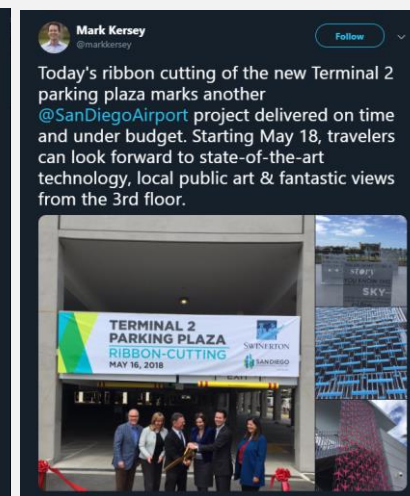 Mark Kersey
@markkersey
Follow
Today's ribbon cutting of the new Terminal 2
parking plaza marks another
@SanDiegoAirport project delivered on time
and under budget. Starting May 18, travelers
can look forward to state-of-the-art
technology, local public art & fantastic views
from the 3rd floor.
TERMINAL 2
PARKING PLAZA
RIBBON-CUTTING
MAY 16, 2018
SWINERTON
SAN DIEGO
EXIT
story
SKY-